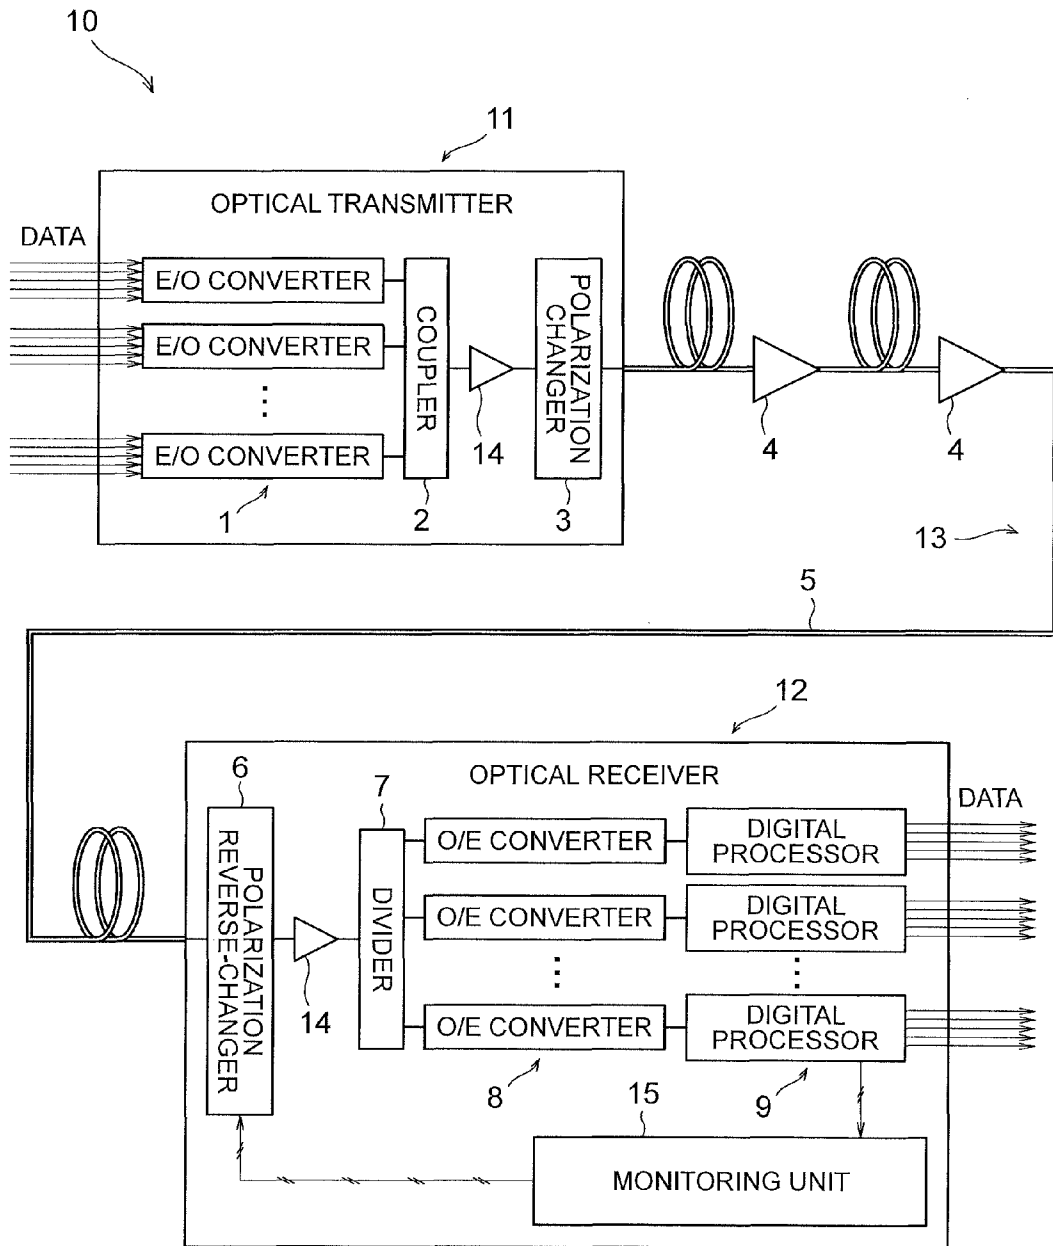 10
11
OPTICAL TRANSMITTER
DATA
E/O CONVERTER
E/O CONVERTER
E/O CONVERTER
COUPLER
POLARIZATION
CHANGER
14
1
2
3
4
4
13
5
12
OPTICAL RECEIVER
6
7
POLARIZATION
REVERSE-CHANGER
14
DIVIDER
O/E CONVERTER
O/E CONVERTER
O/E CONVERTER
DIGITAL
PROCESSOR
DIGITAL
PROCESSOR
DIGITAL
PROCESSOR
DATA
8
9
15
MONITORING UNIT